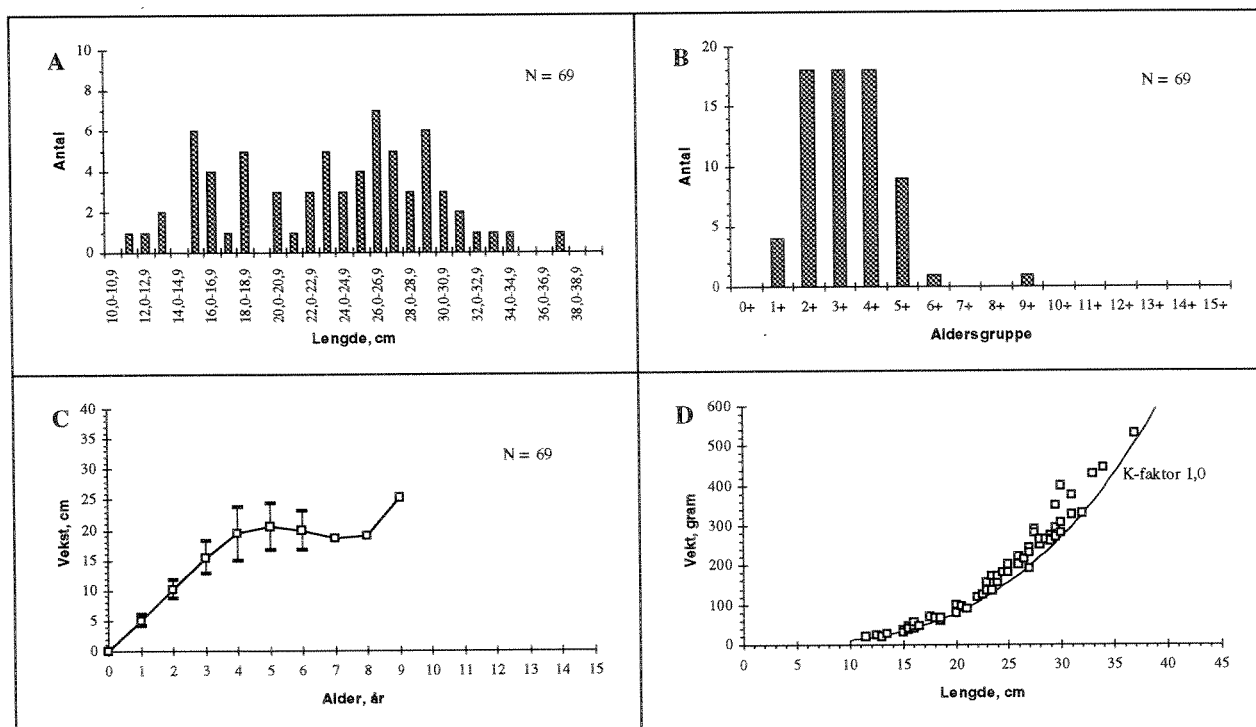 A
N = 69
Antal
10
8
6
4
2
0
10,0-10,9
12,0-12,9
14,0-14,9
16,0-16,9
18,0-18,9
20,0-20,9
22,0-22,9
24,0-24,9
26,0-26,9
28,0-28,9
30,0-30,9
32,0-32,9
34,0-34,9
36,0-36,9
38,0-38,9
Lengde, cm
B
N = 69
Antal
20
15
10
5
0
0+ 1+ 2+ 3+ 4+ 5+ 6+ 7+ 8+ 9+ 10+ 11+ 12+ 13+ 14+ 15+
Aldersgruppe
C
N = 69
Vekst, cm
40
35
30
25
20
15
10
5
0
0 1 2 3 4 5 6 7 8 9 10 11 12 13 14 15
Alder, år
D
K-faktor 1,0
Vekt, gram
600
500
400
300
200
100
0
0 5 10 15 20 25 30 35 40 45
Lengde, cm